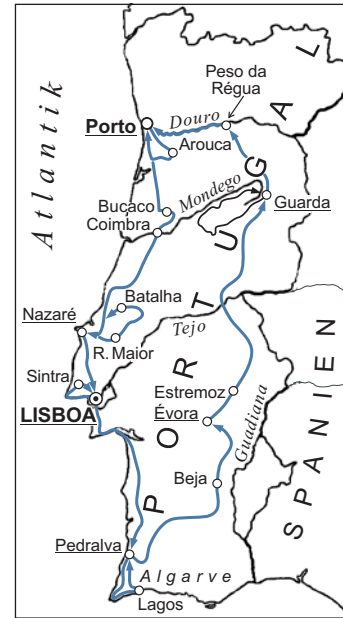 Atlantik
PORTUGAL
SPANIEN
Peso da
Régua
Douro
Porto
Arouca
Mondego
Bucaco
Coimbra
Guarda
Batalha
Nazaré
R. Maior
Tejo
Sintra
LISBOA
Estremoz
Évora
Guadiana
Beja
Pedralva
Algarve
Lagos